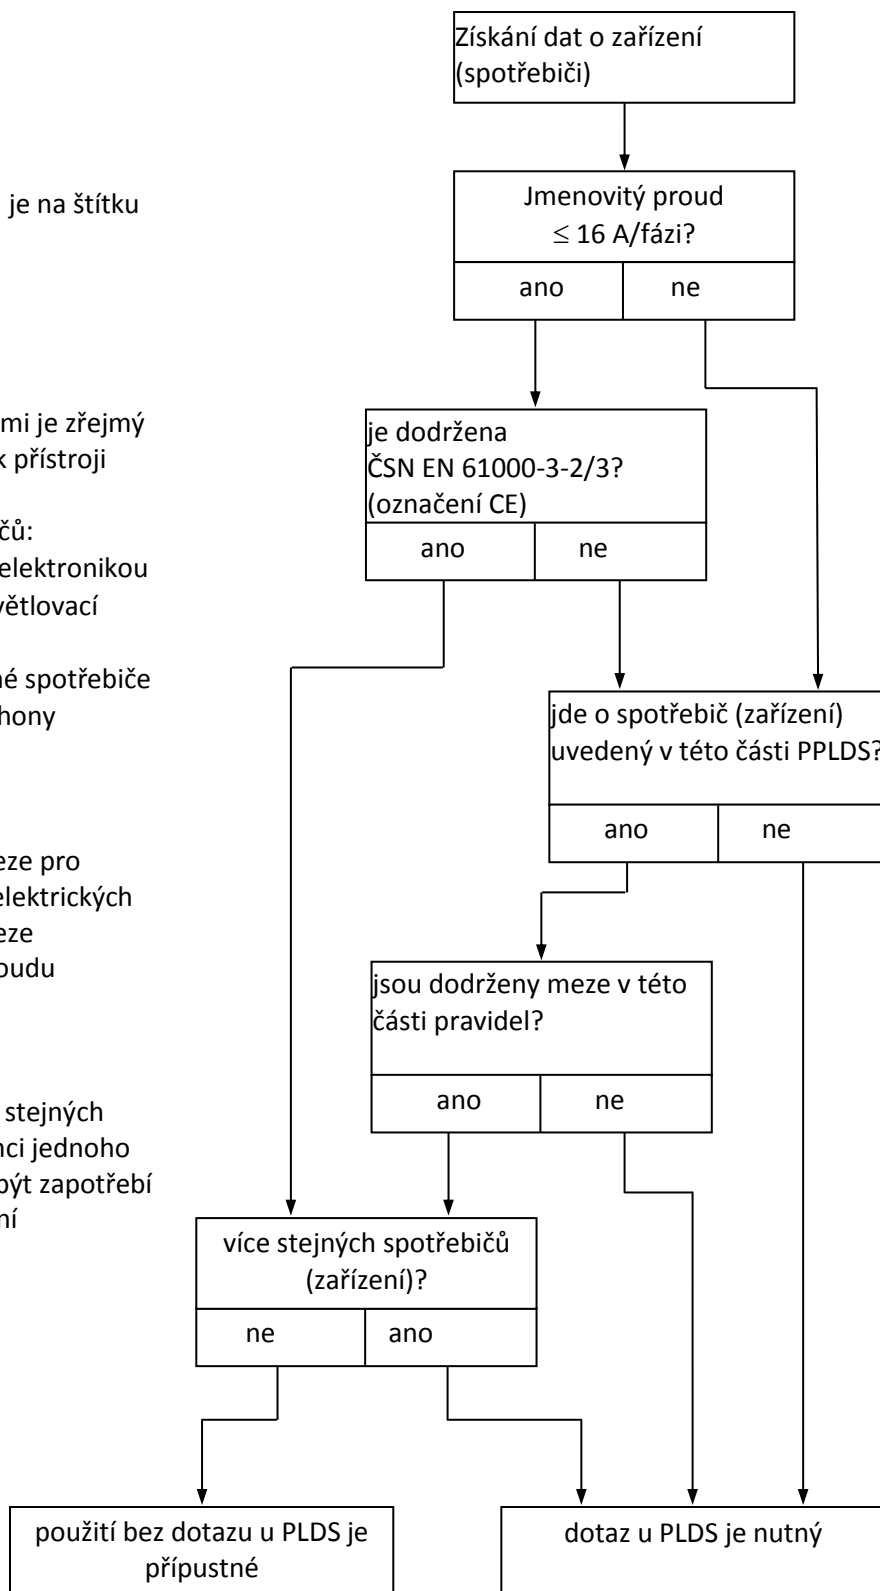 Získání dat o zařízení
(spotřebiči)
je na štítku
Jmenovitý proud
≤ 16 A/fázi?
ano
ne
mi je zřejmý
k přístroji
čů:
elektronikou
větlovací
né spotřebiče
hony
je dodržena
ČSN EN 61000-3-2/3?
(označení CE)
ano
ne
jde o spotřebič (zařízení)
uvedený v této části PPLDS?
ano
ne
eze pro
elektrických
eze
oudu
jsou dodrženy meze v této
části pravidel?
ano
ne
stejných
nci jednoho
být zapotřebí
ní
více stejných spotřebičů
(zařízení)?
ne
ano
použití bez dotazu u PLDS je
přípustné
dotaz u PLDS je nutný